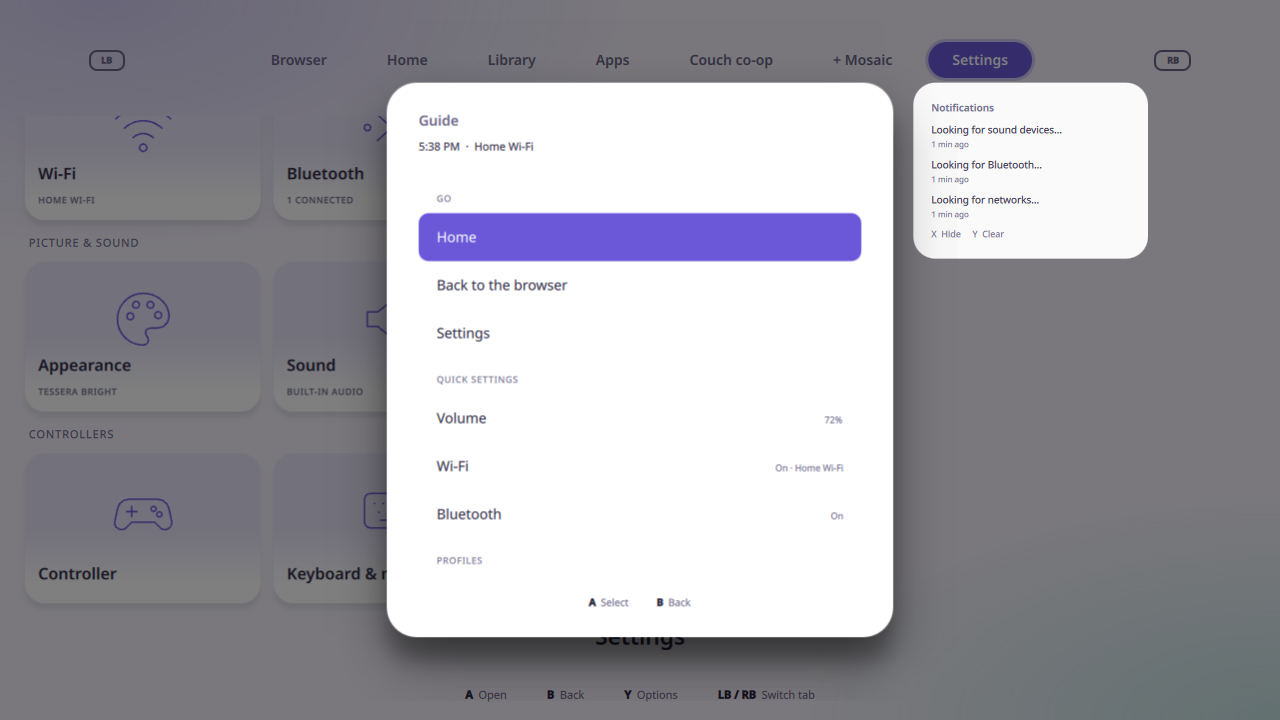 LB
Browser
Home
Library
Apps
Couch co-op
+ Mosaic
Settings
RB
Wi-Fi
HOME WI-FI
Bluetooth
1 CONNECTED
PICTURE & SOUND
Appearance
TESSERA BRIGHT
Sound
BUILT-IN AUDIO
CONTROLLERS
Controller
Keyboard &
Guide
5:38 PM · Home Wi-Fi
GO
Home
Back to the browser
Settings
QUICK SETTINGS
Volume
72%
Wi-Fi
On · Home Wi-Fi
Bluetooth
On
PROFILES
A Select
B Back
Notifications
Looking for sound devices...
1 min ago
Looking for Bluetooth...
1 min ago
Looking for networks...
1 min ago
X Hide
Y Clear
Settings
A Open
B Back
Y Options
LB / RB Switch tab